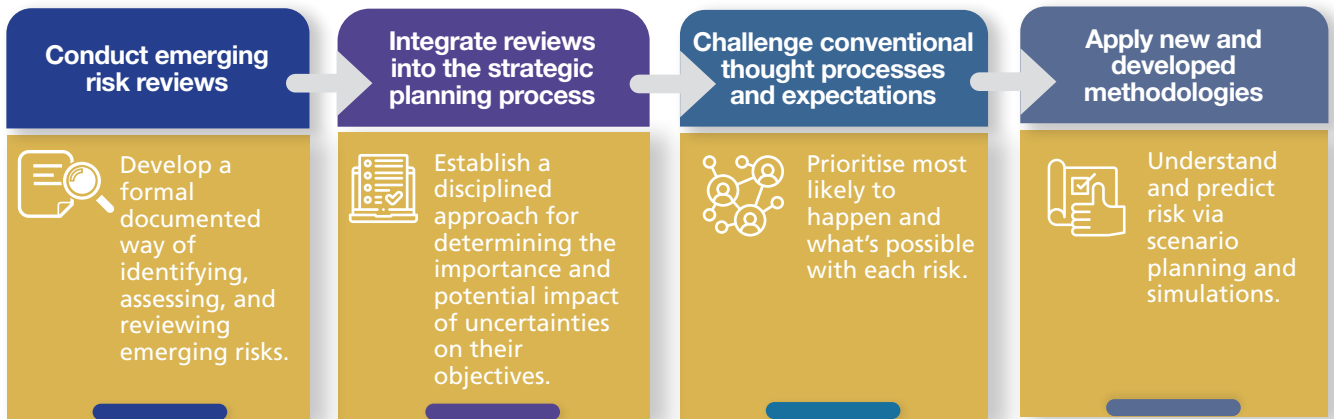 Conduct emerging
risk reviews
Develop a
formal
documented
way of
identifying,
assessing, and
reviewing
emerging risks.
Integrate reviews
into the strategic
planning process
Establish a
disciplined
approach for
determining the
importance and
potential impact
of uncertainties
on their
objectives.
Challenge conventional
thought processes
and expectations
Prioritise most
likely to
happen and
what's possible
with each risk.
Apply new and
developed
methodologies
Understand
and predict
risk via
scenario
planning and
simulations.